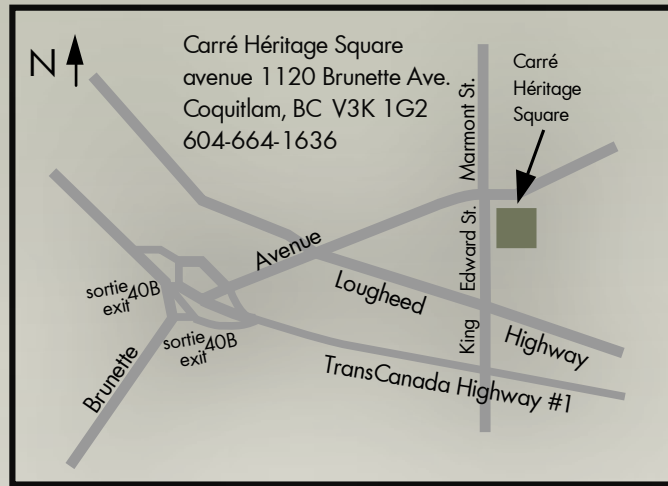 N
Carré Héritage Square
avenue 1120 Brunette Ave.
Coquitlam, BC V3K 1G2
604-664-1636
Carré
Héritage
Square
Marmont St.
King Edward St.
Brunette Avenue
Lougheed Highway
sortie 40B
exit
sortie 40B
exit
TransCanada Highway #1